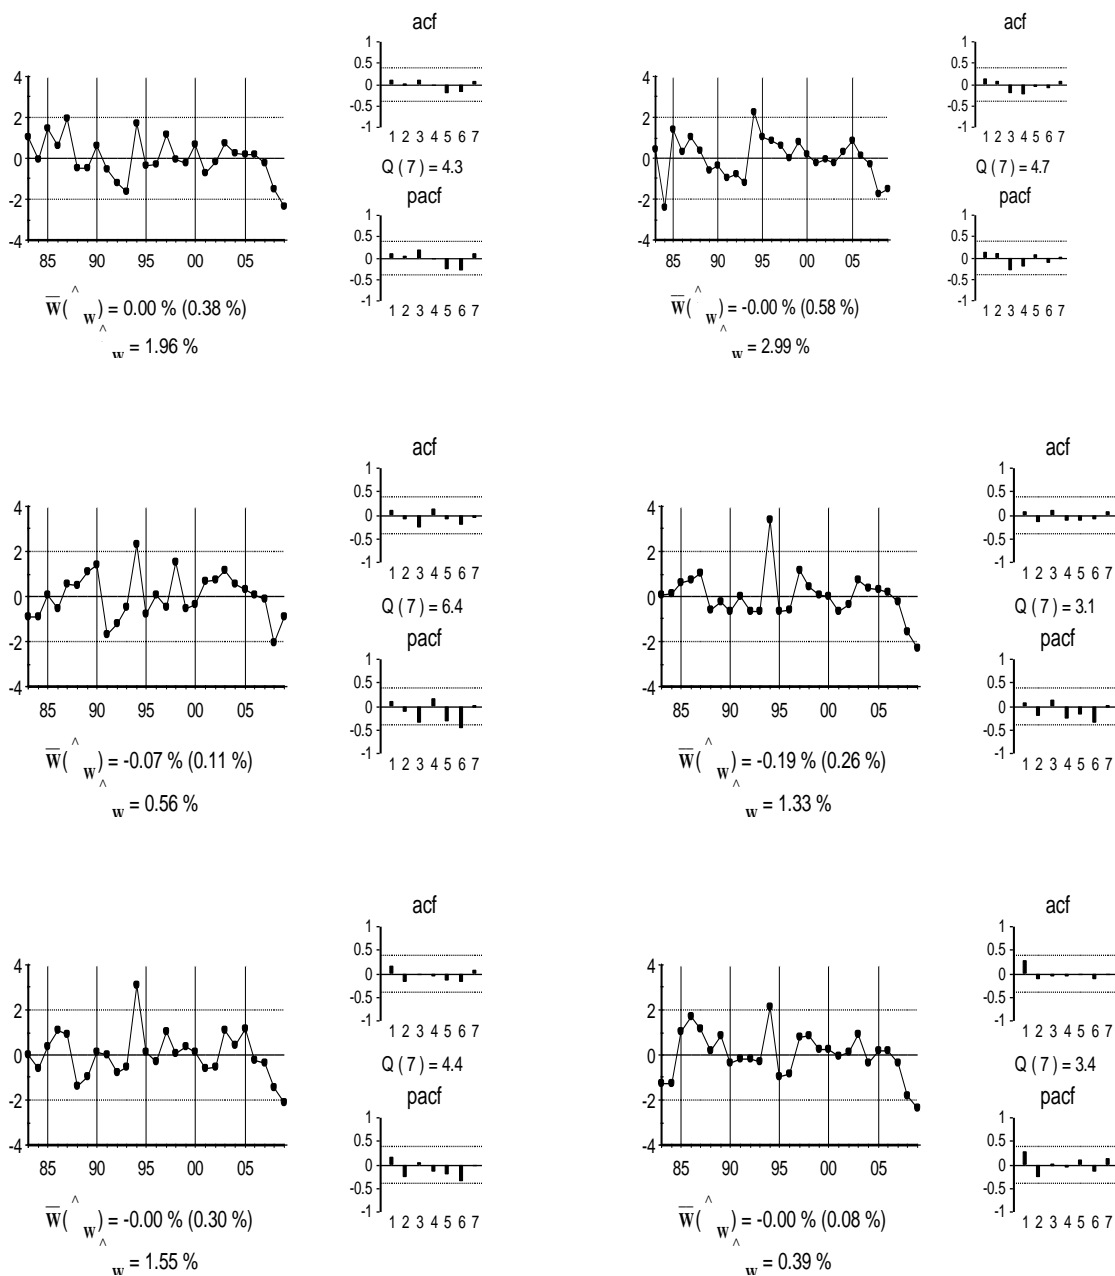 acf
1
0.5
0
-0.5
-1
1 2 3 4 5 6 7
Q ( 7 ) = 4.3
pacf
1
0.5
0
-0.5
-1
1 2 3 4 5 6 7
4
2
0
-2
-4
85 90 95 00 05
W(^w) = 0.00 % (0.38 %)
^w = 1.96 %
acf
1
0.5
0
-0.5
-1
1 2 3 4 5 6 7
Q ( 7 ) = 4.7
pacf
1
0.5
0
-0.5
-1
1 2 3 4 5 6 7
4
2
0
-2
-4
85 90 95 00 05
W(^w) = -0.00 % (0.58 %)
^w = 2.99 %
acf
1
0.5
0
-0.5
-1
1 2 3 4 5 6 7
Q ( 7 ) = 6.4
pacf
1
0.5
0
-0.5
-1
1 2 3 4 5 6 7
4
2
0
-2
-4
85 90 95 00 05
W(^w) = -0.07 % (0.11 %)
^w = 0.56 %
acf
1
0.5
0
-0.5
-1
1 2 3 4 5 6 7
Q ( 7 ) = 3.1
pacf
1
0.5
0
-0.5
-1
1 2 3 4 5 6 7
4
2
0
-2
-4
85 90 95 00 05
W(^w) = -0.19 % (0.26 %)
^w = 1.33 %
acf
1
0.5
0
-0.5
-1
1 2 3 4 5 6 7
Q ( 7 ) = 4.4
pacf
1
0.5
0
-0.5
-1
1 2 3 4 5 6 7
4
2
0
-2
-4
85 90 95 00 05
W(^w) = -0.00 % (0.30 %)
^w = 1.55 %
acf
1
0.5
0
-0.5
-1
1 2 3 4 5 6 7
Q ( 7 ) = 3.4
pacf
1
0.5
0
-0.5
-1
1 2 3 4 5 6 7
4
2
0
-2
-4
85 90 95 00 05
W(^w) = -0.00 % (0.08 %)
^w = 0.39 %